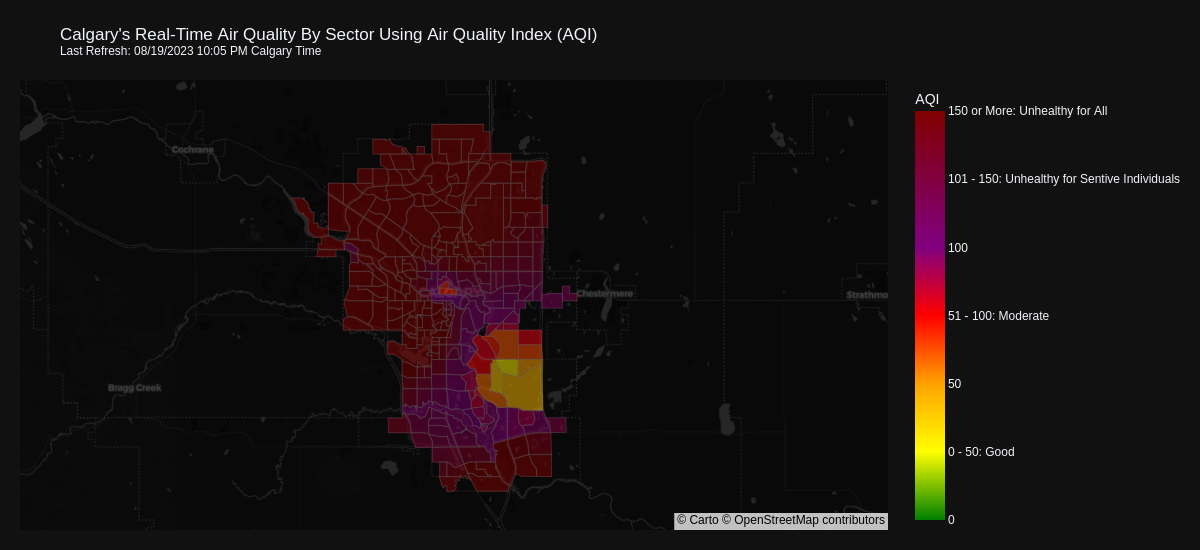 Calgary's Real-Time Air Quality By Sector Using Air Quality Index (AQI)
Last Refresh: 08/19/2023 10:05 PM Calgary Time
AQI
150 or More: Unhealthy for All
101 - 150: Unhealthy for Sentive Individuals
100
51 - 100: Moderate
50
0 - 50: Good
0
Cochrane
Chestermere
Strathmo
Bragg Creek
© Carto © OpenStreetMap contributors